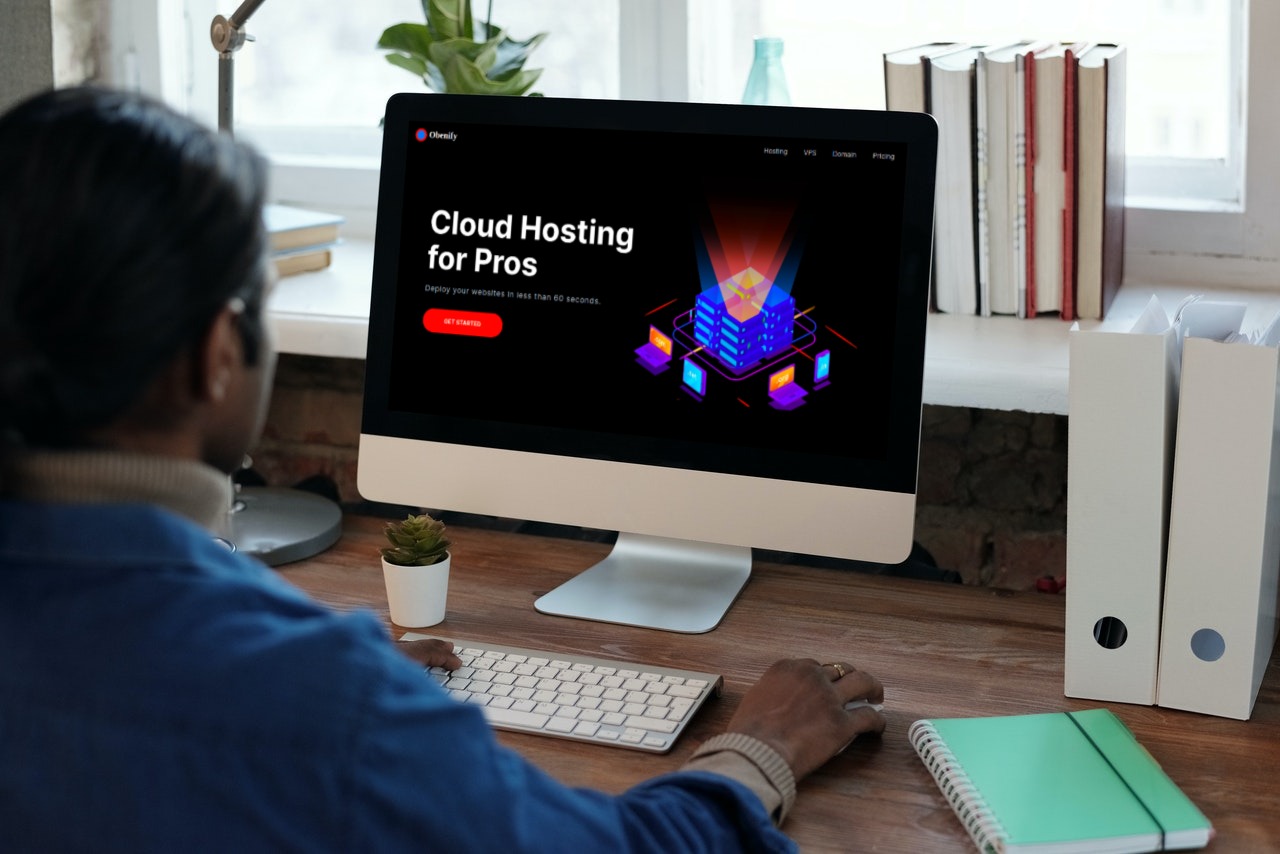 Obenify
Hosting VPS Domain Pricing
Cloud Hosting
for Pros
Deploy your websites in less than 60 seconds.
GET STARTED